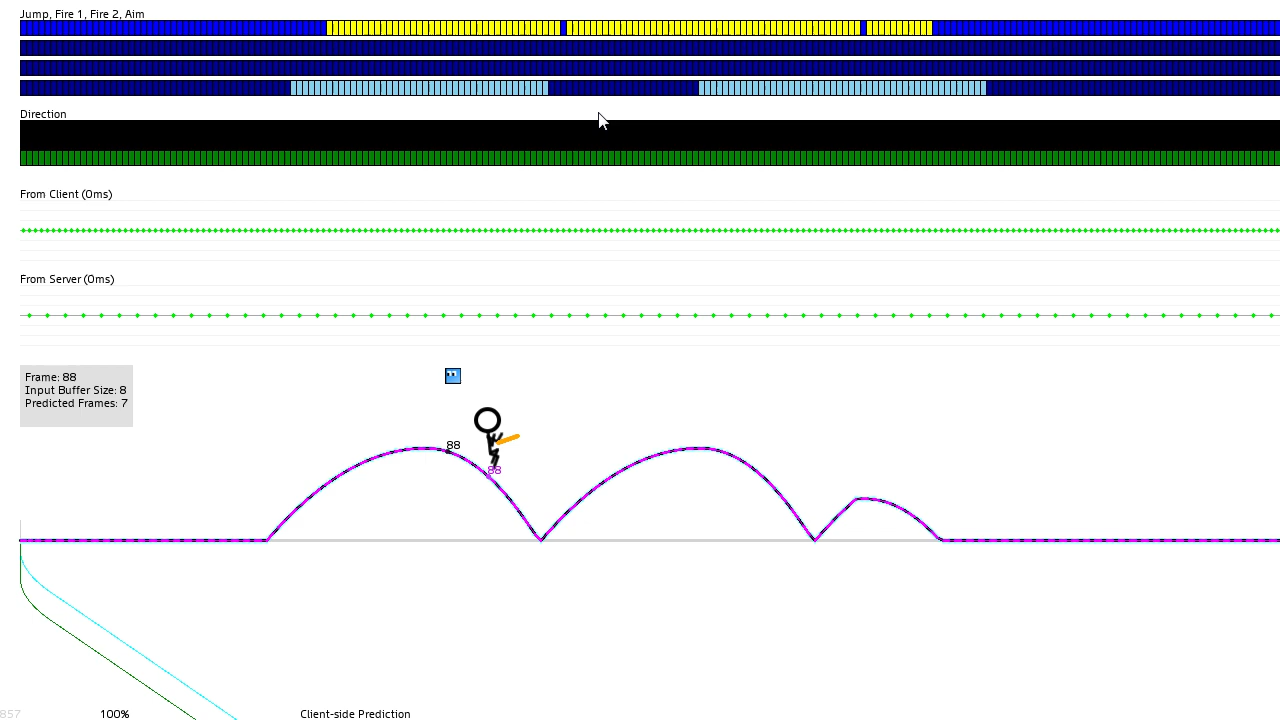 Jump, Fire 1, Fire 2, Aim
Direction
From Client (0ms)
From Server (0ms)
Frame: 88
Input Buffer Size: 8
Predicted Frames: 7
88
88
857
100%
Client-side Prediction